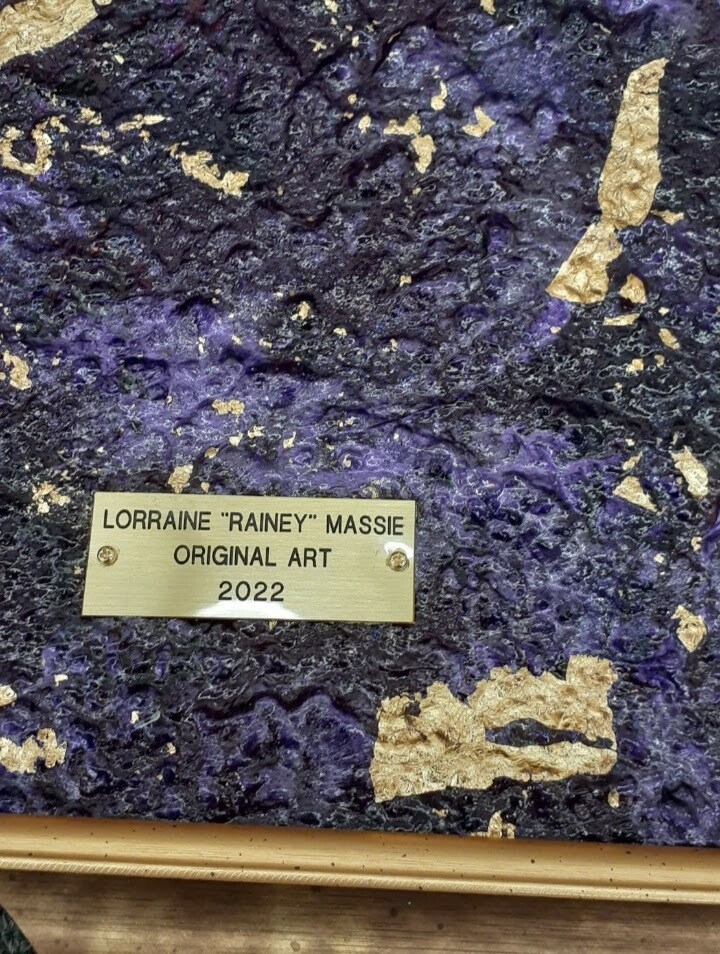 LORRAINE "RAINEY" MASSIE
ORIGINAL ART
2022